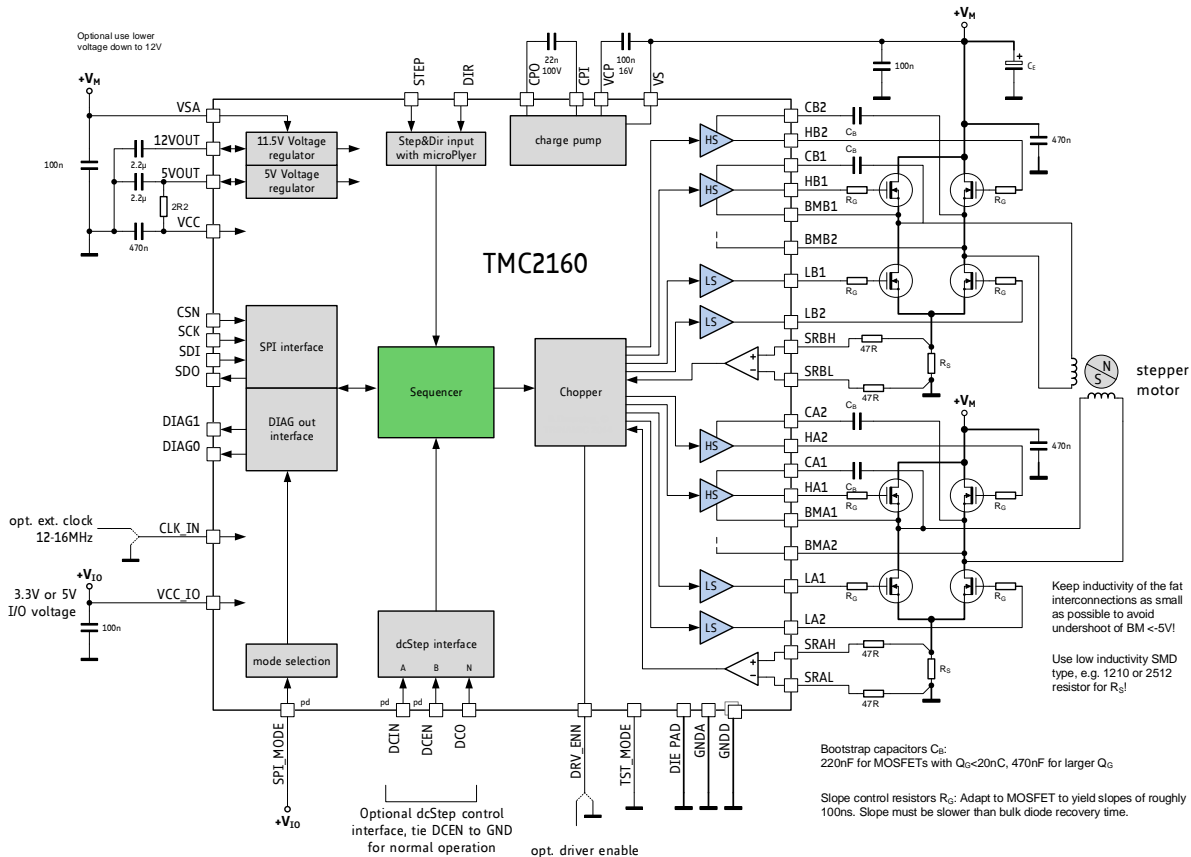 Optional use lower
voltage down to 12V
+VM
VSA
12VOUT
5VOUT
VCC
100n
2.2µ
2.2µ
2R2
470n
11.5V Voltage
regulator
5V Voltage
regulator
STEP
DIR
Step&Dir input
with microPlyer
CPO
22n
100V
CPI
VCP
100n
16V
VS
charge pump
+VM
100n
CE
+
470n
TMC2160
CSN
SCK
SDI
SDO
DIAG1
DIAG0
SPI interface
DIAG out
interface
Sequencer
Chopper
HS
HS
LS
LS
+
−
CB2
HB2
CB1
HB1
BMB1
BMB2
LB1
LB2
SRBH
SRBL
CB
CB
RG
RG
RG
RG
47R
47R
RS
N
S
stepper
motor
+VM
470n
HS
HS
LS
LS
+
−
CA2
HA2
CA1
HA1
BMA1
BMA2
LA1
LA2
SRAH
SRAL
CB
CB
RG
RG
RG
RG
47R
47R
RS
opt. ext. clock
12-16MHz
CLK_IN
+VIO
3.3V or 5V
I/O voltage
VCC_IO
100n
mode selection
dcStep interface
A
B
N
pd
pd
pd
SPI_MODE
+VIO
DCIN
DCEN
DCO
DRV_ENN
TST_MODE
DIE PAD
GNDA
GNDD
Optional dcStep control
interface, tie DCEN to GND
for normal operation
opt. driver enable
Keep inductivity of the fat
interconnections as small
as possible to avoid
undershoot of BM <-5V!
Use low inductivity SMD
type, e.g. 1210 or 2512
resistor for RS!
Bootstrap capacitors CB:
220nF for MOSFETs with QG<20nC, 470nF for larger QG
Slope control resistors RG: Adapt to MOSFET to yield slopes of roughly
100ns. Slope must be slower than bulk diode recovery time.